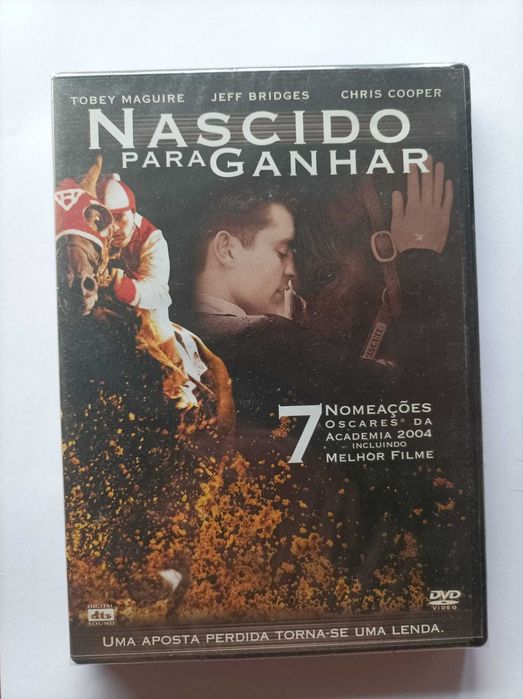 TOBEY MAGUIRE JEFF BRIDGES CHRIS COOPER
NASCIDO
PARA GANHAR
ISCUIT
7 NOMEAÇÕES
OSCARES® DA
ACADEMIA 2004
INCLUINDO
MELHOR FILME
DIGITAL
dts
SOUND
DVD
VIDEO
UMA APOSTA PERDIDA TORNA-SE UMA LENDA.